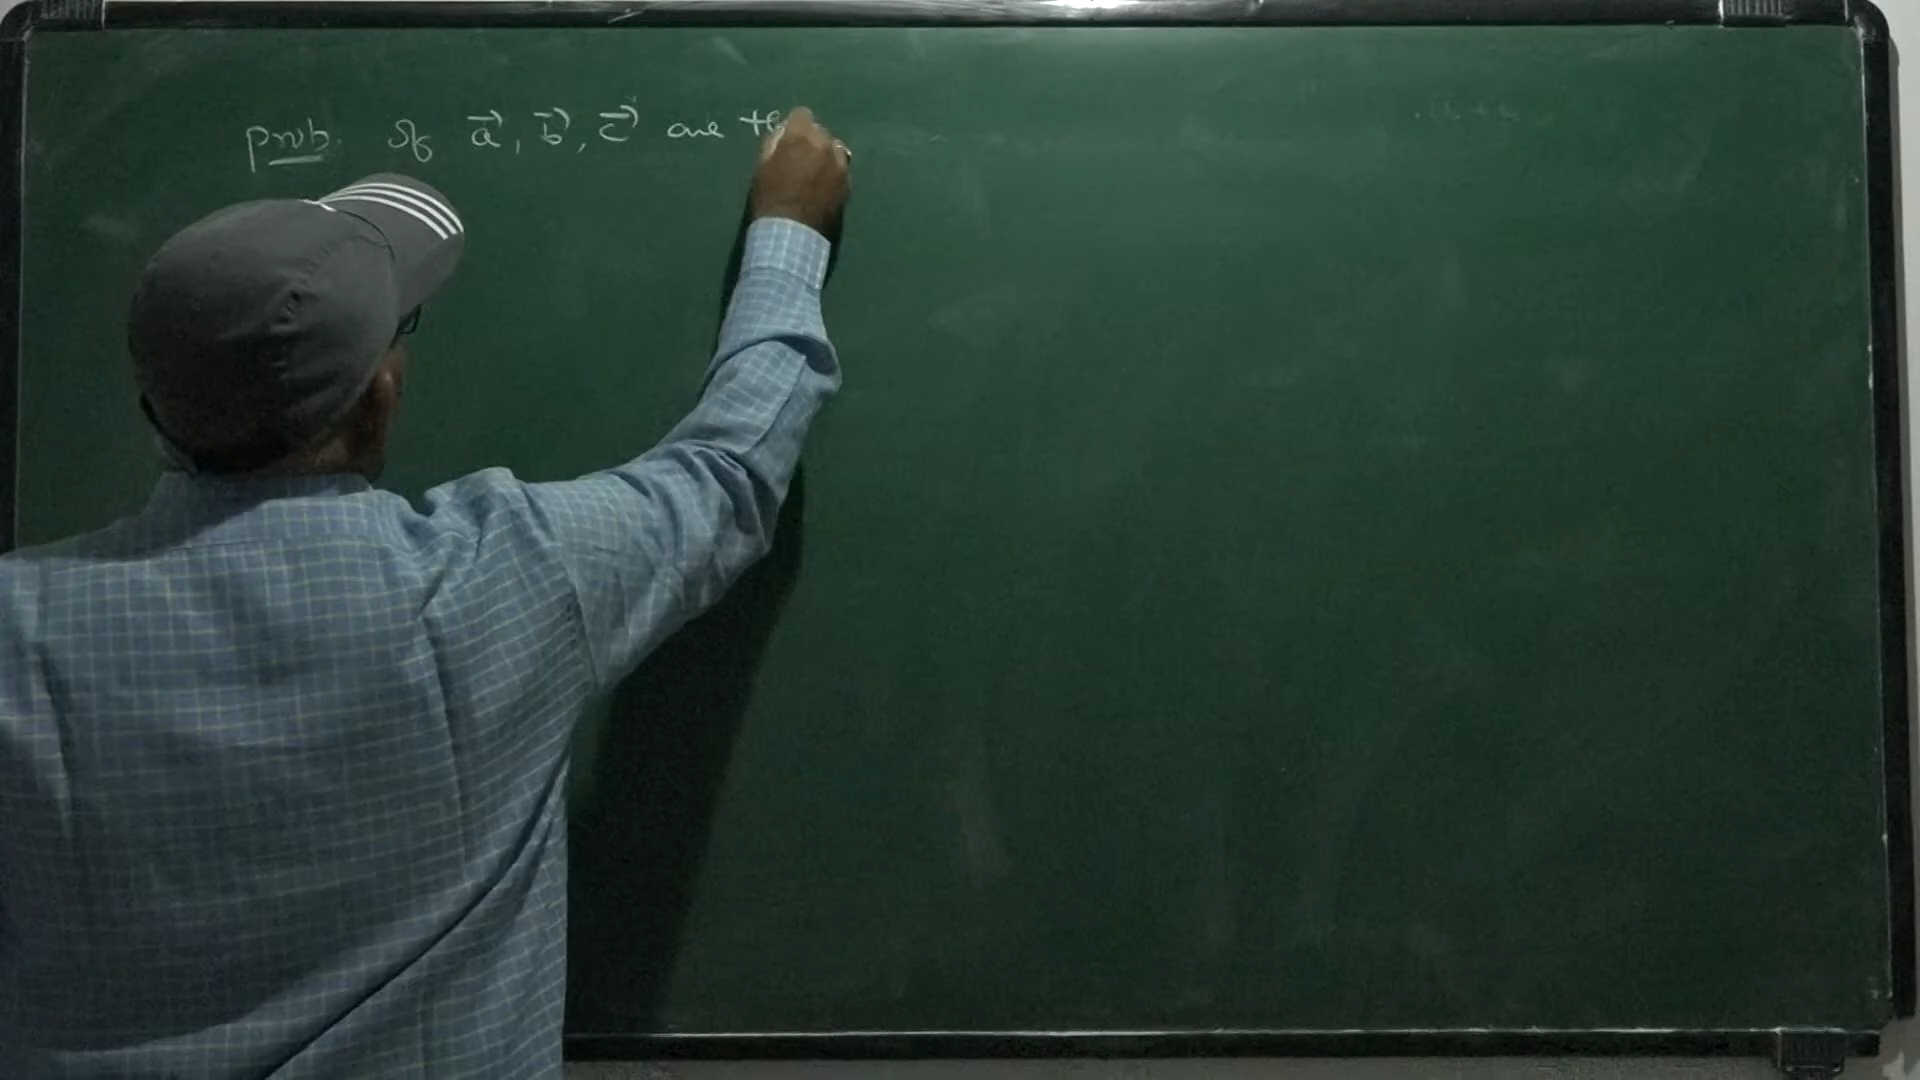 Prob. If a⃗, b⃗, c⃗ are th